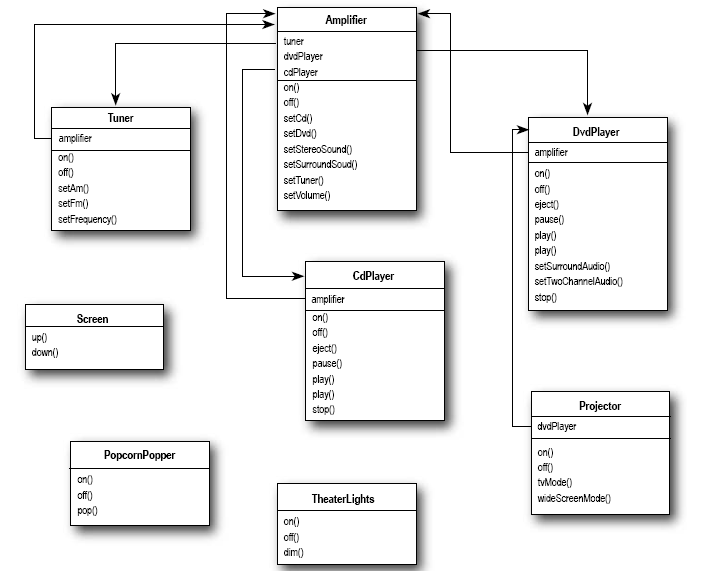 Amplifier
tuner
dvdPlayer
cdPlayer
on()
off()
setCd()
setDvd()
setStereoSound()
setSurroundSoud()
setTuner()
setVolume()
Tuner
amplifier
on()
off()
setAm()
setFm()
setFrequency()
DvdPlayer
amplifier
on()
off()
eject()
pause()
play()
play()
setSurroundAudio()
setTwoChannelAudio()
stop()
CdPlayer
amplifier
on()
off()
eject()
pause()
play()
play()
stop()
Screen
up()
down()
Projector
dvdPlayer
on()
off()
tvMode()
wideScreenMode()
PopcornPopper
on()
off()
pop()
TheaterLights
on()
off()
dim()